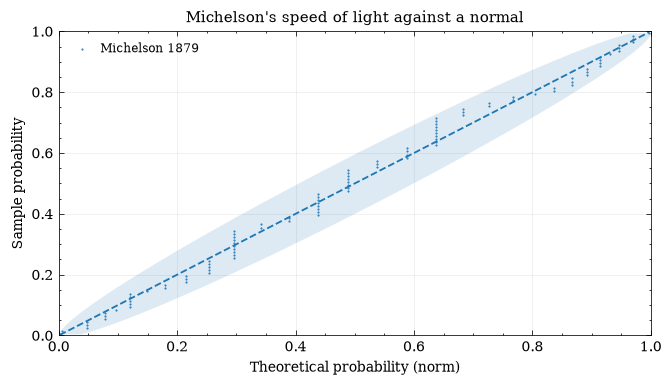 Michelson's speed of light against a normal
Michelson 1879
Sample probability
1.0
0.8
0.6
0.4
0.2
0.0
0.0 0.2 0.4 0.6 0.8 1.0
Theoretical probability (norm)